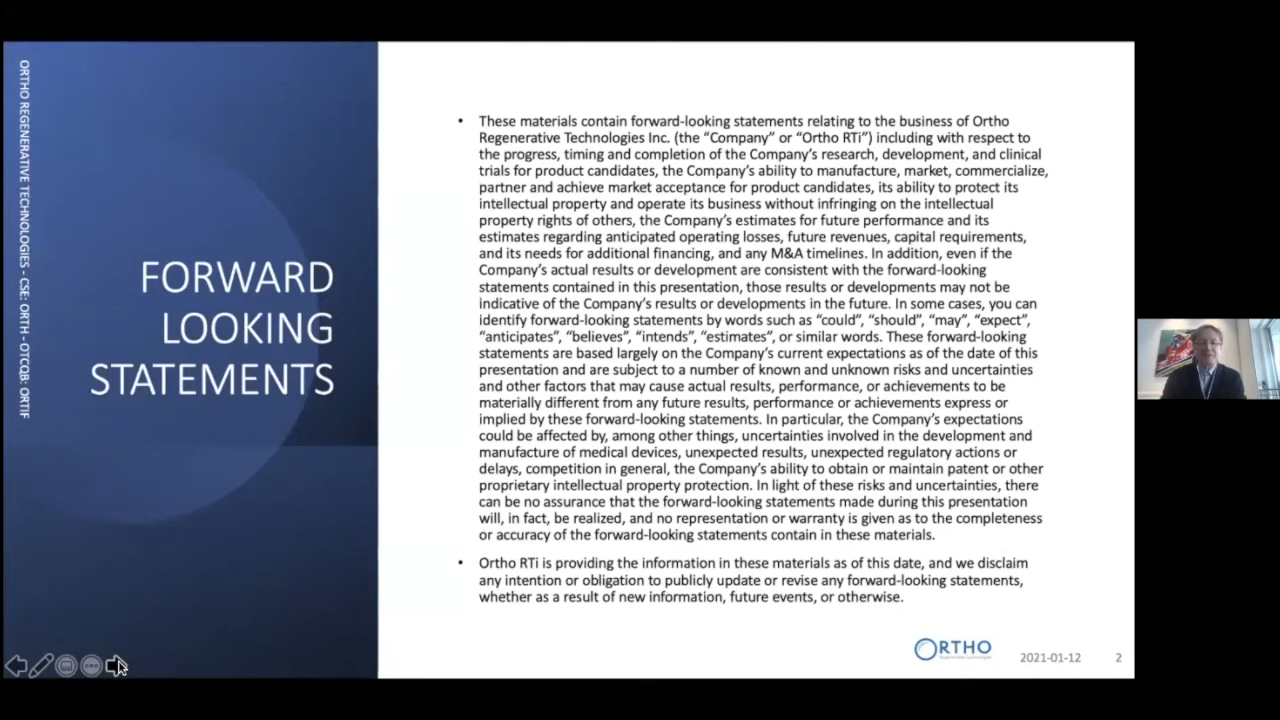 ORTHO REGENERATIVE TECHNOLOGIES - CSE: ORTH - OTCQB: ORTIF
FORWARD
LOOKING
STATEMENTS
• These materials contain forward-looking statements relating to the business of Ortho
Regenerative Technologies Inc. (the “Company” or “Ortho RTi”) including with respect to
the progress, timing and completion of the Company’s research, development, and clinical
trials for product candidates, the Company’s ability to manufacture, market, commercialize,
partner and achieve market acceptance for product candidates, its ability to protect its
intellectual property and operate its business without infringing on the intellectual
property rights of others, the Company’s estimates for future performance and its
estimates regarding anticipated operating losses, future revenues, capital requirements,
and its needs for additional financing, and any M&A timelines. In addition, even if the
Company’s actual results or development are consistent with the forward-looking
statements contained in this presentation, those results or developments may not be
indicative of the Company’s results or developments in the future. In some cases, you can
identify forward-looking statements by words such as “could”, “should”, “may”, “expect”,
“anticipates”, “believes”, “intends”, “estimates”, or similar words. These forward-looking
statements are based largely on the Company’s current expectations as of the date of this
presentation and are subject to a number of known and unknown risks and uncertainties
and other factors that may cause actual results, performance, or achievements to be
materially different from any future results, performance or achievements express or
implied by these forward-looking statements. In particular, the Company’s expectations
could be affected by, among other things, uncertainties involved in the development and
manufacture of medical devices, unexpected results, unexpected regulatory actions or
delays, competition in general, the Company’s ability to obtain or maintain patent or other
proprietary intellectual property protection. In light of these risks and uncertainties, there
can be no assurance that the forward-looking statements made during this presentation
will, in fact, be realized, and no representation or warranty is given as to the completeness
or accuracy of the forward-looking statements contain in these materials.
• Ortho RTi is providing the information in these materials as of this date, and we disclaim
any intention or obligation to publicly update or revise any forward-looking statements,
whether as a result of new information, future events, or otherwise.
ORTHO
Regenerative Technologies
2021-01-12
2